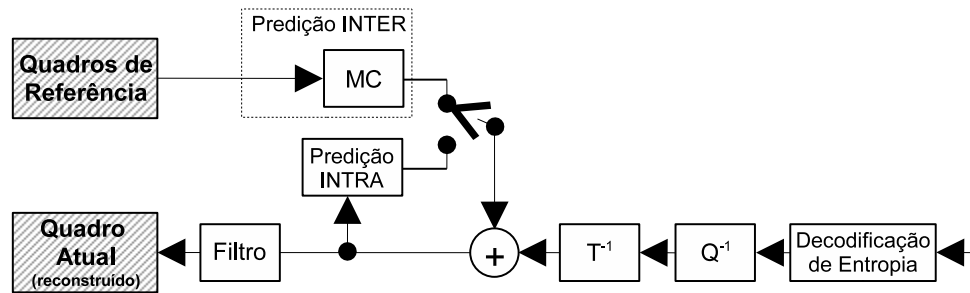 Predição INTER
Quadros de
Referência
MC
Predição
INTRA
Quadro
Atual
(reconstruído)
Filtro
+
T⁻¹
Q⁻¹
Decodificação
de Entropia